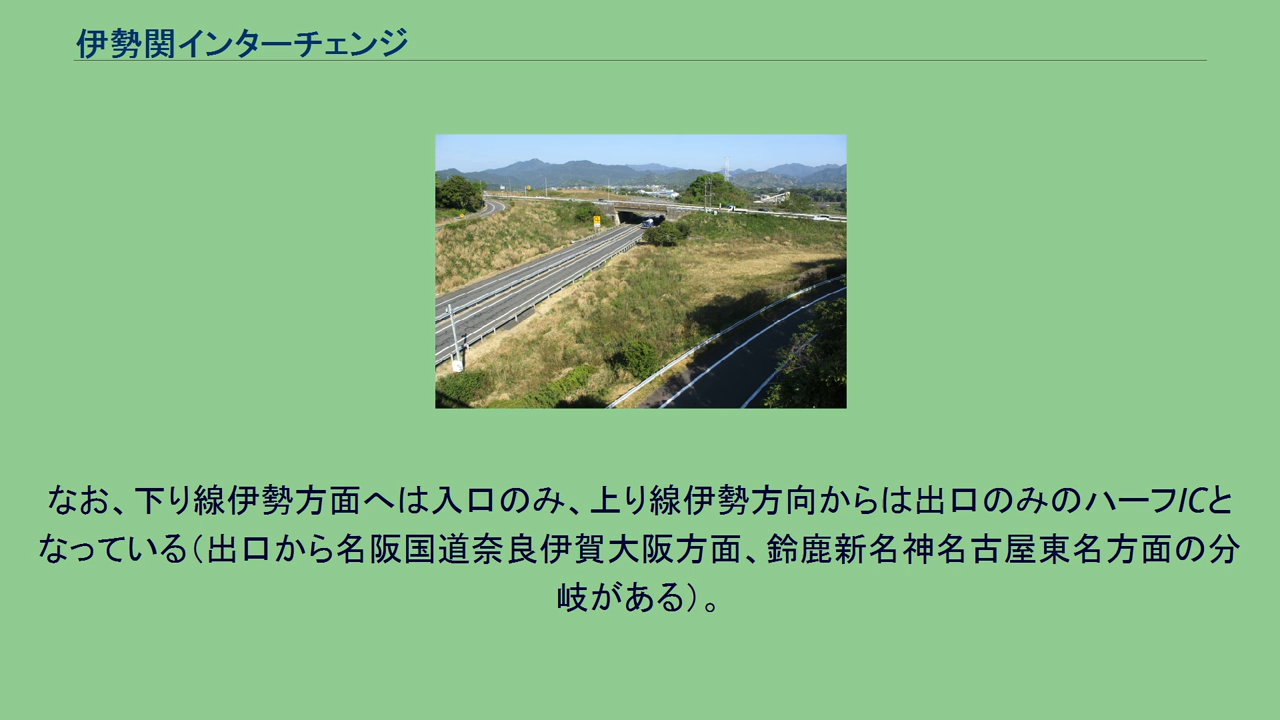 伊勢関インターチェンジ
なお、下り線伊勢方面へは入口のみ、上り線伊勢方向からは出口のみのハーフICと
なっている（出口から名阪国道奈良伊賀大阪方面、鈴鹿新名神名古屋東名方面の分
岐がある）。